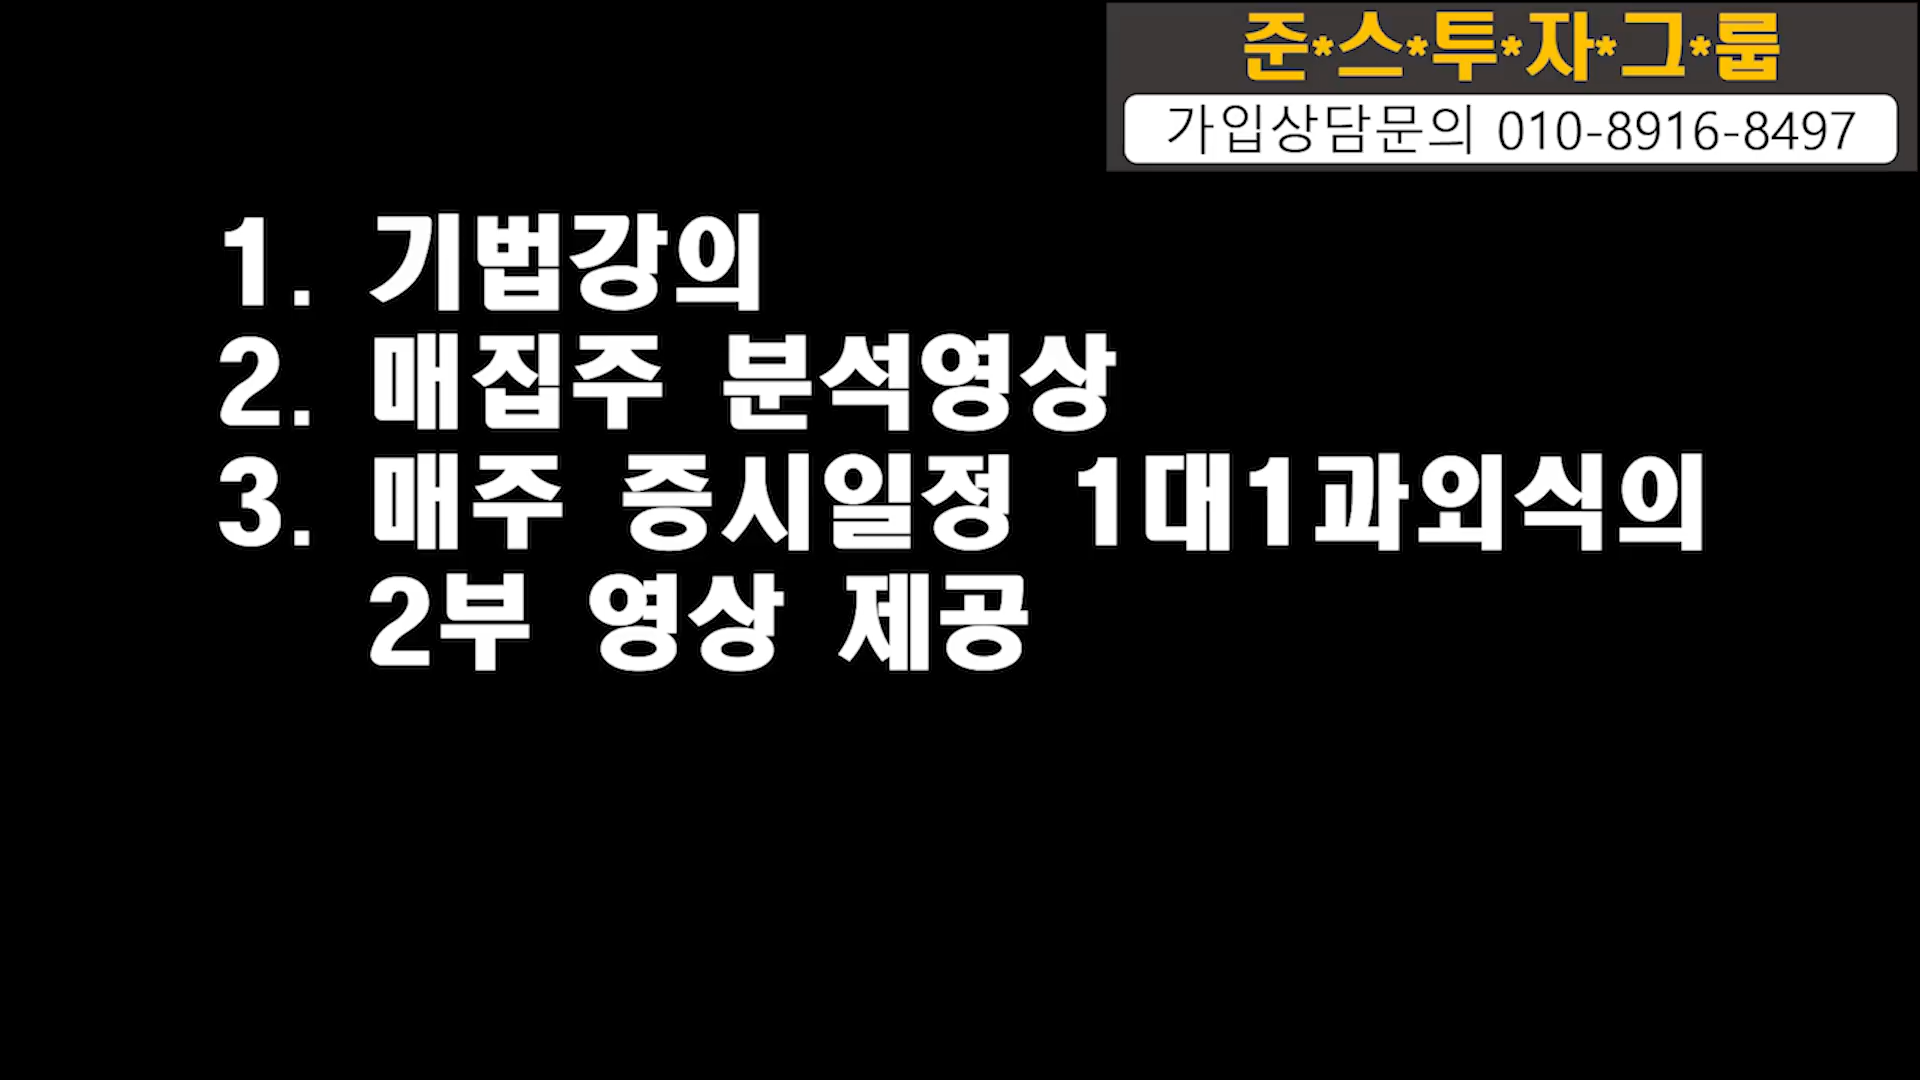 준*스*투*자*그*룹
가입상담문의 010-8916-8497
1. 기법강의
2. 매집주 분석영상
3. 매주 증시일정 1대1과외식의
2부 영상 제공